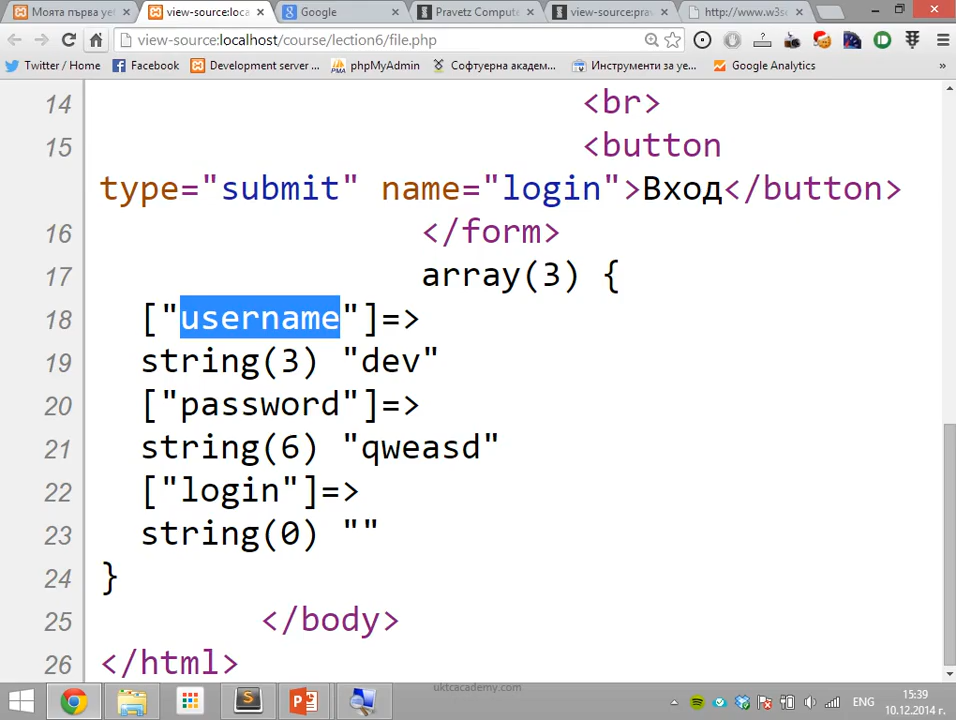 Моята първа уе
view-source:loca
Google
Pravetz Compute
view-source:prav
http://www.w3sc
view-source:localhost/course/lection6/file.php
Twitter / Home
Facebook
Development server ...
phpMyAdmin
Софтуерна академ...
Инструменти за уе...
Google Analytics
»
14 <br>
15 <button
type="submit" name="login">Вход</button>
16 </form>
17 array(3) {
18 ["username"]=>
19 string(3) "dev"
20 ["password"]=>
21 string(6) "qweasd"
22 ["login"]=>
23 string(0) ""
24 }
25 </body>
26 </html>
uktcacademy.com
ENG
15:39
10.12.2014 г.